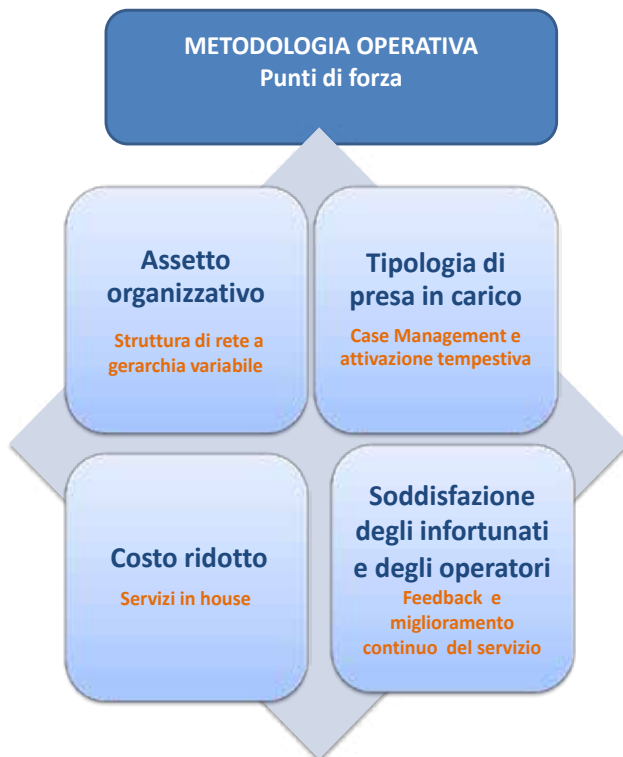 METODOLOGIA OPERATIVA
Punti di forza
Assetto
organizzativo
Struttura di rete a
gerarchia variabile
Tipologia di
presa in carico
Case Management e
attivazione tempestiva
Costo ridotto
Servizi in house
Soddisfazione
degli infortunati
e degli operatori
Feedback e
miglioramento
continuo del servizio